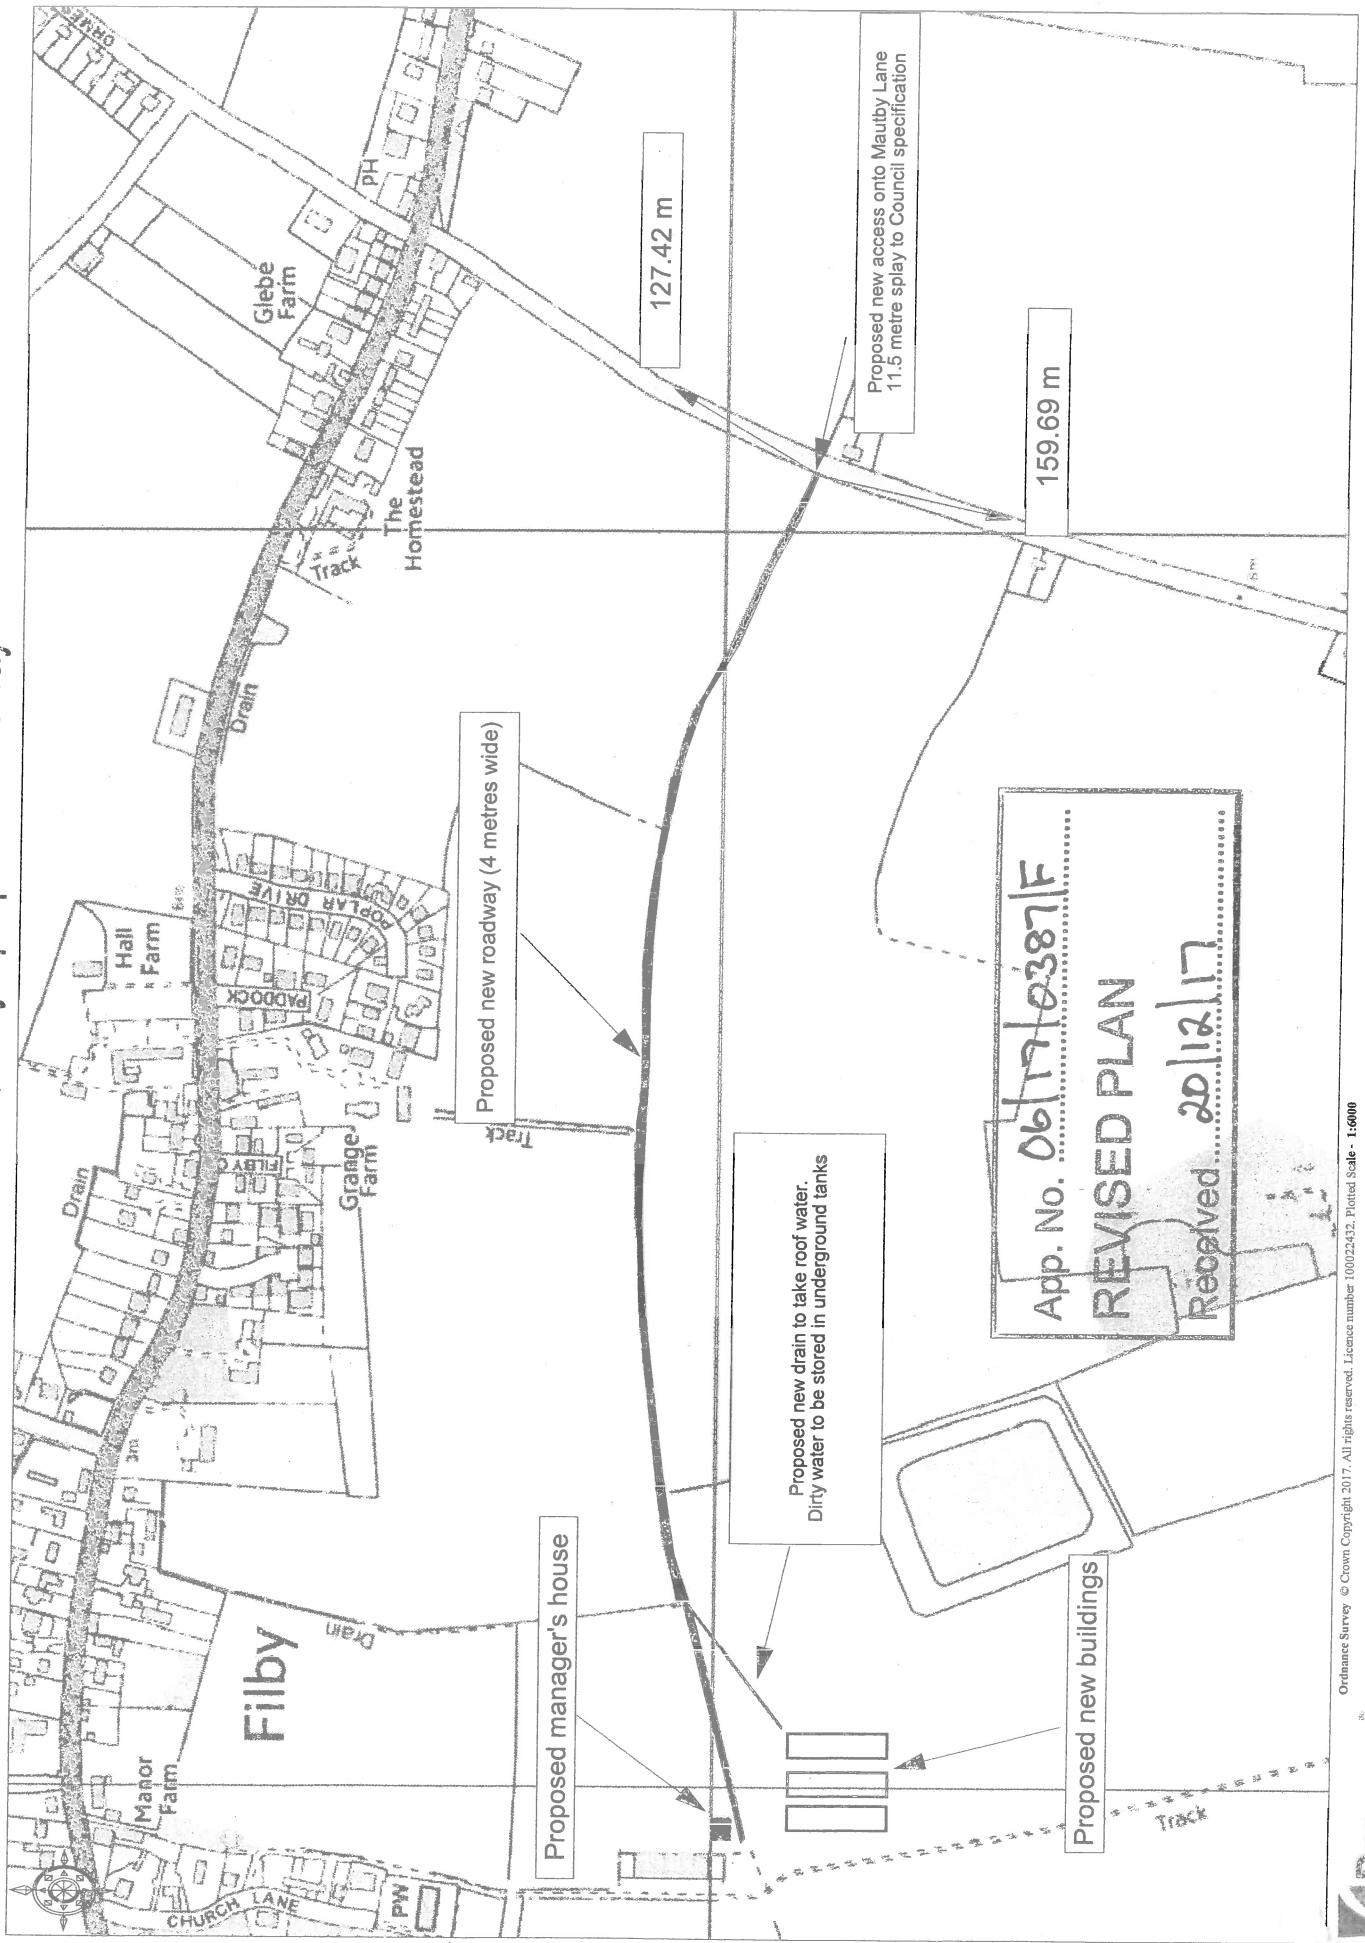 ORMES
PH
Glebe
Farm
The
Homestead
Track
Drain
127.42 m
Proposed new access onto Mautby Lane
11.5 metre splay to Council specification
159.69 m
Hall
Farm
POPLAR DRIVE
PADDOCK
Proposed new roadway (4 metres wide)
Track
FILBY
Grange
Farm
Drain
3m
Proposed new drain to take roof water.
Dirty water to be stored in underground tanks
App. No. 06/17/0387/F
REVISED PLAN
Received 20/12/17
Filby
Drain
Proposed manager's house
Proposed new buildings
Manor
Farm
CHURCH LANE
PW
Track
Ordnance Survey © Crown Copyright 2017. All rights reserved. Licence number 100022432. Plotted Scale - 1:6000